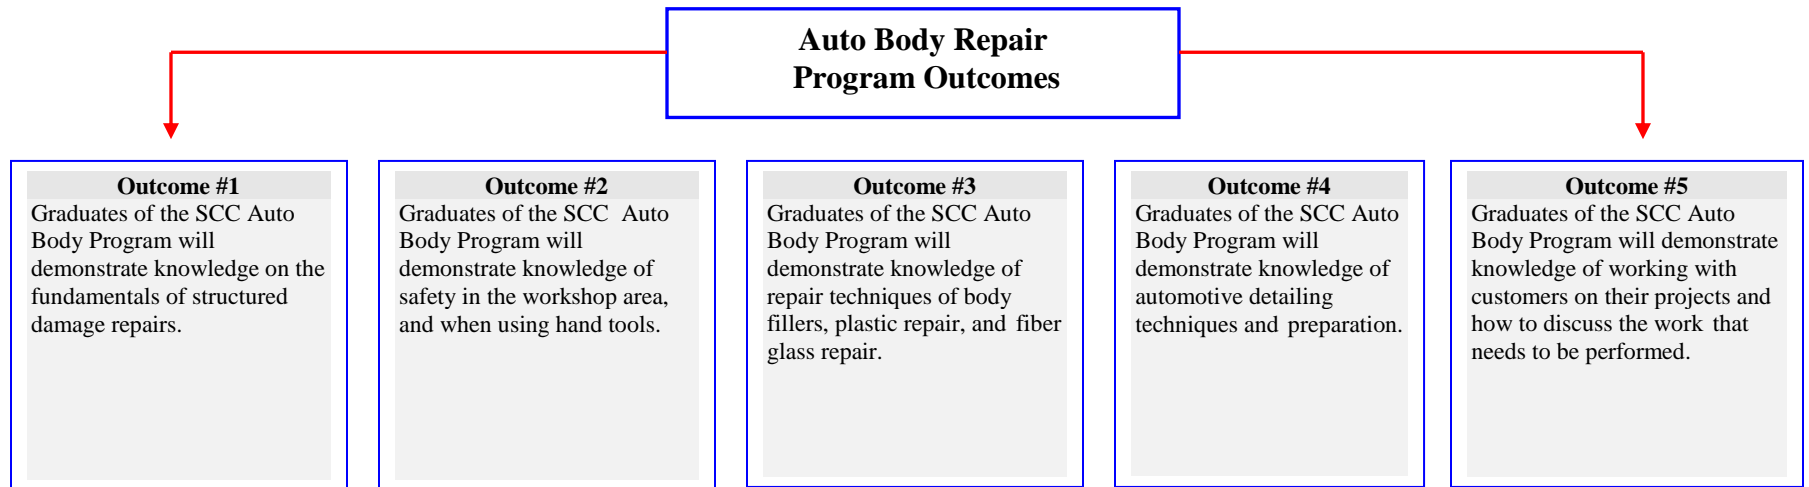 Auto Body Repair
Program Outcomes
Outcome #1
Graduates of the SCC Auto
Body Program will
demonstrate knowledge on the
fundamentals of structured
damage repairs.
Outcome #2
Graduates of the SCC Auto
Body Program will
demonstrate knowledge of
safety in the workshop area,
and when using hand tools.
Outcome #3
Graduates of the SCC Auto
Body Program will
demonstrate knowledge of
repair techniques of body
fillers, plastic repair, and fiber
glass repair.
Outcome #4
Graduates of the SCC Auto
Body Program will
demonstrate knowledge of
automotive detailing
techniques and preparation.
Outcome #5
Graduates of the SCC Auto
Body Program will demonstrate
knowledge of working with
customers on their projects and
how to discuss the work that
needs to be performed.